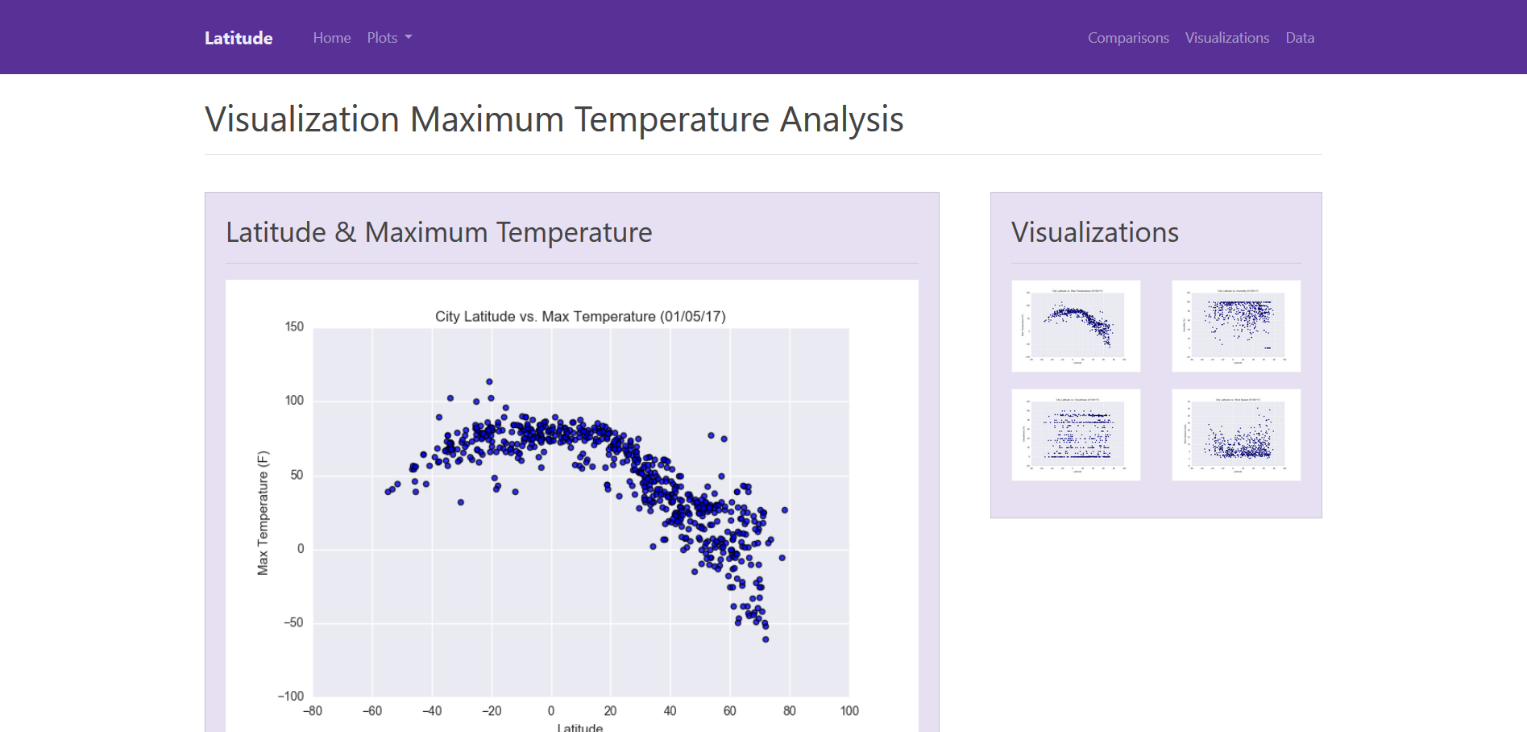 Latitude Home Plots Comparisons Visualizations Data
Visualization Maximum Temperature Analysis
Latitude & Maximum Temperature
City Latitude vs. Max Temperature (01/05/17)
150
100
50
0
−50
−100
Max Temperature (F)
−80 −60 −40 −20 0 20 40 60 80 100
Latitude
Visualizations